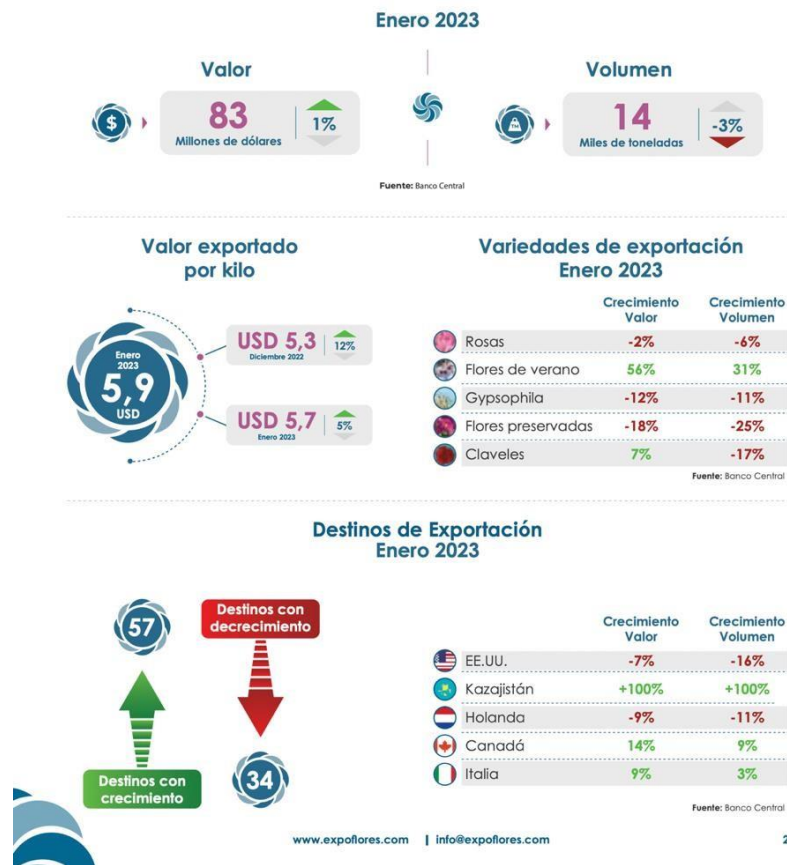 Enero 2023
Valor
$
83
Millones de dólares
1%
Volumen
TM
14
Miles de toneladas
-3%
Fuente: Banco Central
Valor exportado
por kilo
Enero
2023
5,9
USD
USD 5,3
Diciembre 2022
12%
USD 5,7
Enero 2023
5%
Variedades de exportación
Enero 2023
Crecimiento Valor Crecimiento Volumen
Rosas -2% -6%
Flores de verano 56% 31%
Gypsophila -12% -11%
Flores preservadas -18% -25%
Claveles 7% -17%
Fuente: Banco Central
Destinos de Exportación
Enero 2023
57
Destinos con
crecimiento
Destinos con
decrecimiento
34
Crecimiento Valor Crecimiento Volumen
EE.UU. -7% -16%
Kazajistán +100% +100%
Holanda -9% -11%
Canadá 14% 9%
Italia 9% 3%
Fuente: Banco Central
www.expoflores.com | info@expoflores.com
2